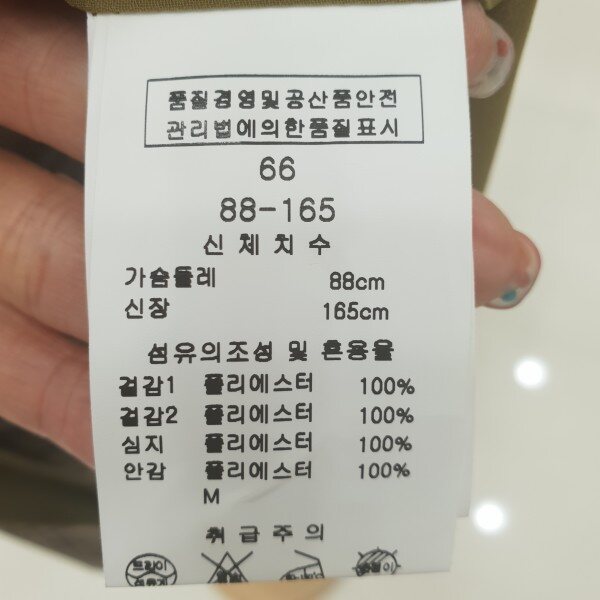 품질경영및공산품안전
관리법에의한품질표시
66
88-165
신체치수
가슴둘레 88cm
신장 165cm
섬유의조성 및 혼용율
겉감1 폴리에스터 100%
겉감2 폴리에스터 100%
심지 폴리에스터 100%
안감 폴리에스터 100%
M
취급주의
드라이